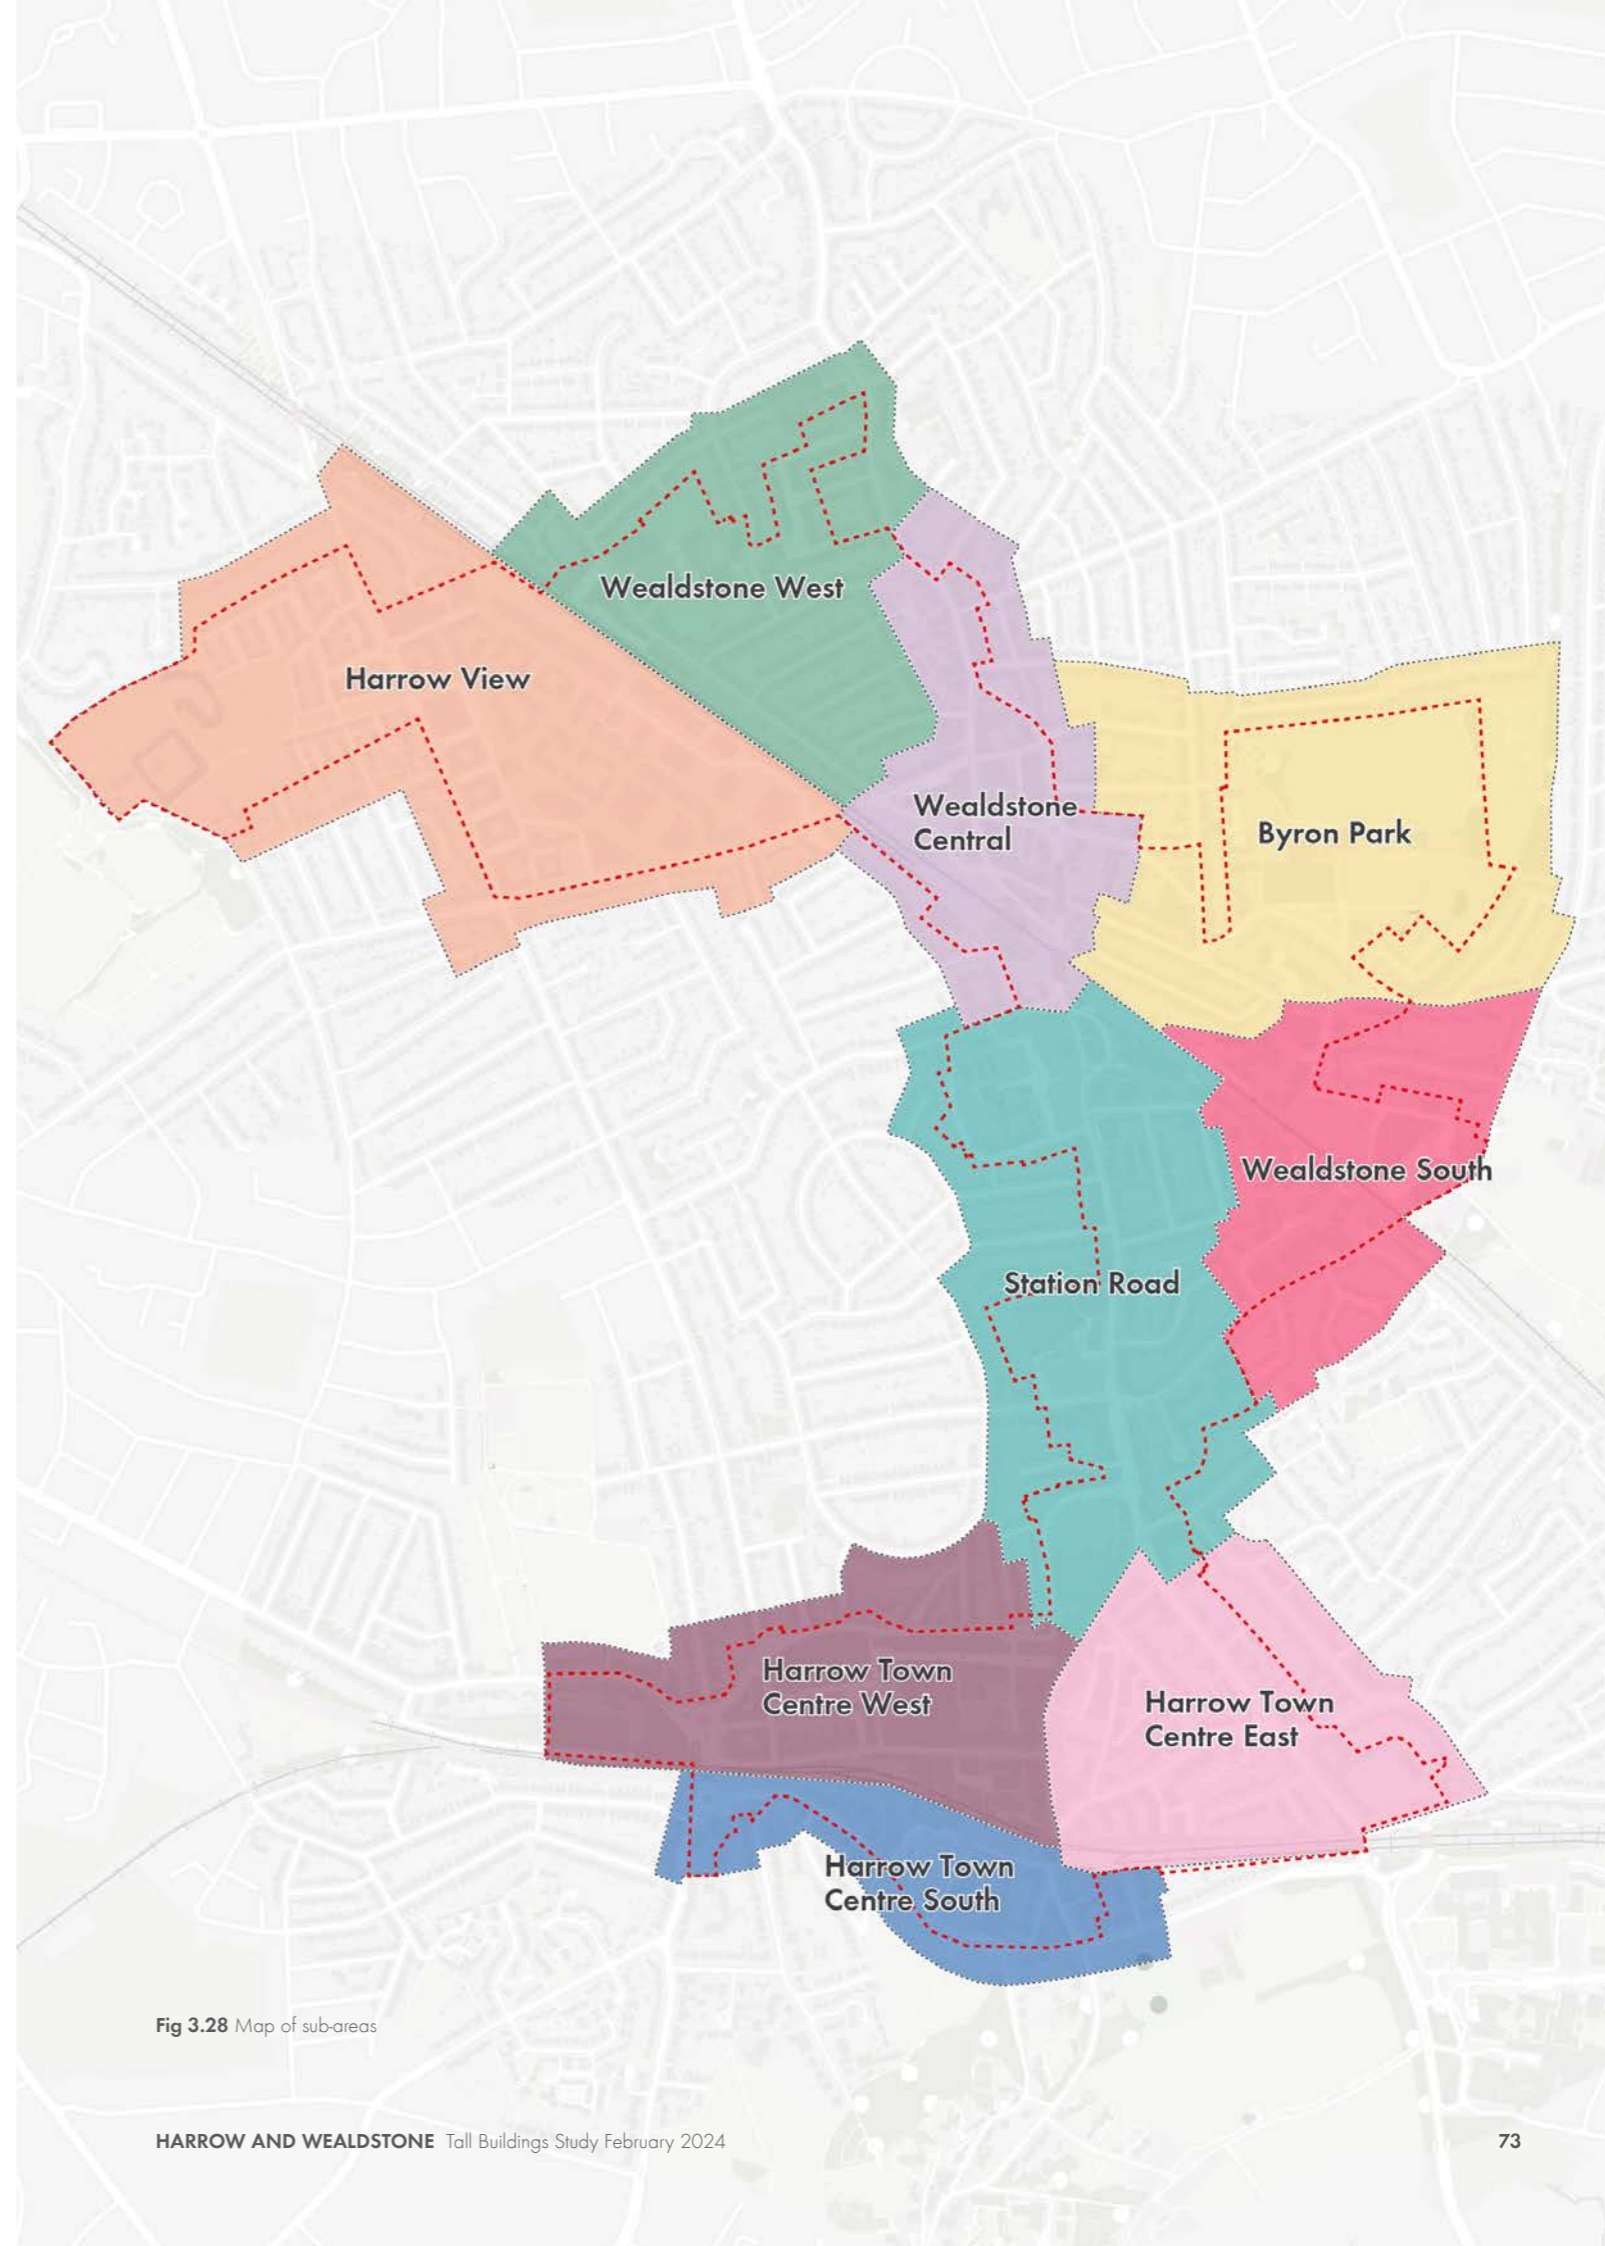 Wealdstone West
Harrow View
Wealdstone
Central
Byron Park
Wealdstone South
Station Road
Harrow Town
Centre West
Harrow Town
Centre East
Harrow Town
Centre South
Fig 3.28 Map of sub-areas
HARROW AND WEALDSTONE Tall Buildings Study February 2024
73